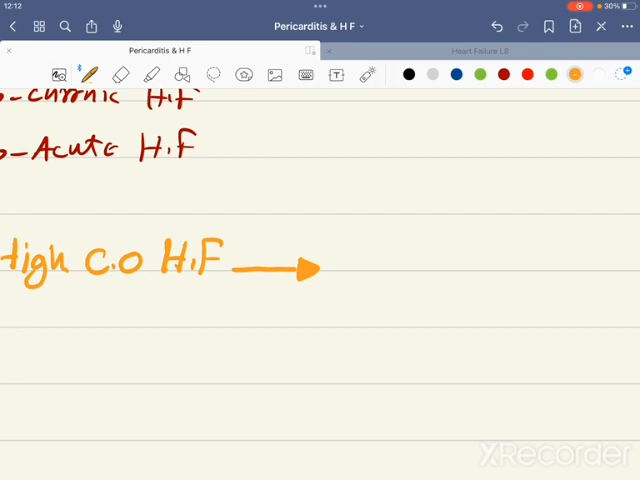 12:12
30%
Pericarditis & H F
Pericarditis & H F
Heart Failure L8
chronic H.F
Acute H.F
High C.O H.F
XRecorder